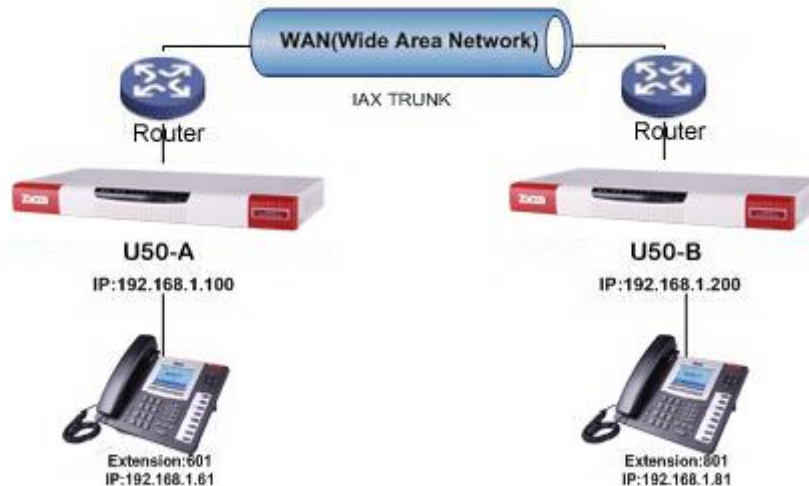 WAN(Wide Area Network)
IAX TRUNK
Router
Router
U50-A
U50-B
IP:192.168.1.100
IP:192.168.1.200
Extension:601
IP:192.168.1.61
Extension:801
IP:192.168.1.81